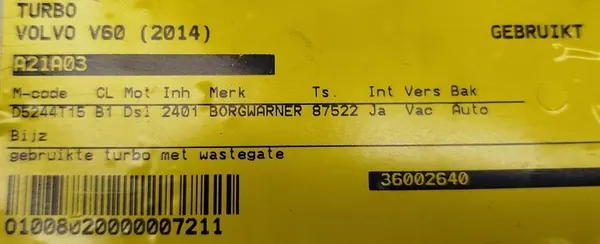 TURBO
VOLVO V60 (2014) GEBRUIKT
A21A03
M-code CL Mot Inh Merk Ts. Int Vers Bak
D5244T15 B1 Dsl 2401 BORGWARNER 87522 Ja Vac Auto
Bijz
gebruikte turbo met wastegate
36002640
01008020000007211